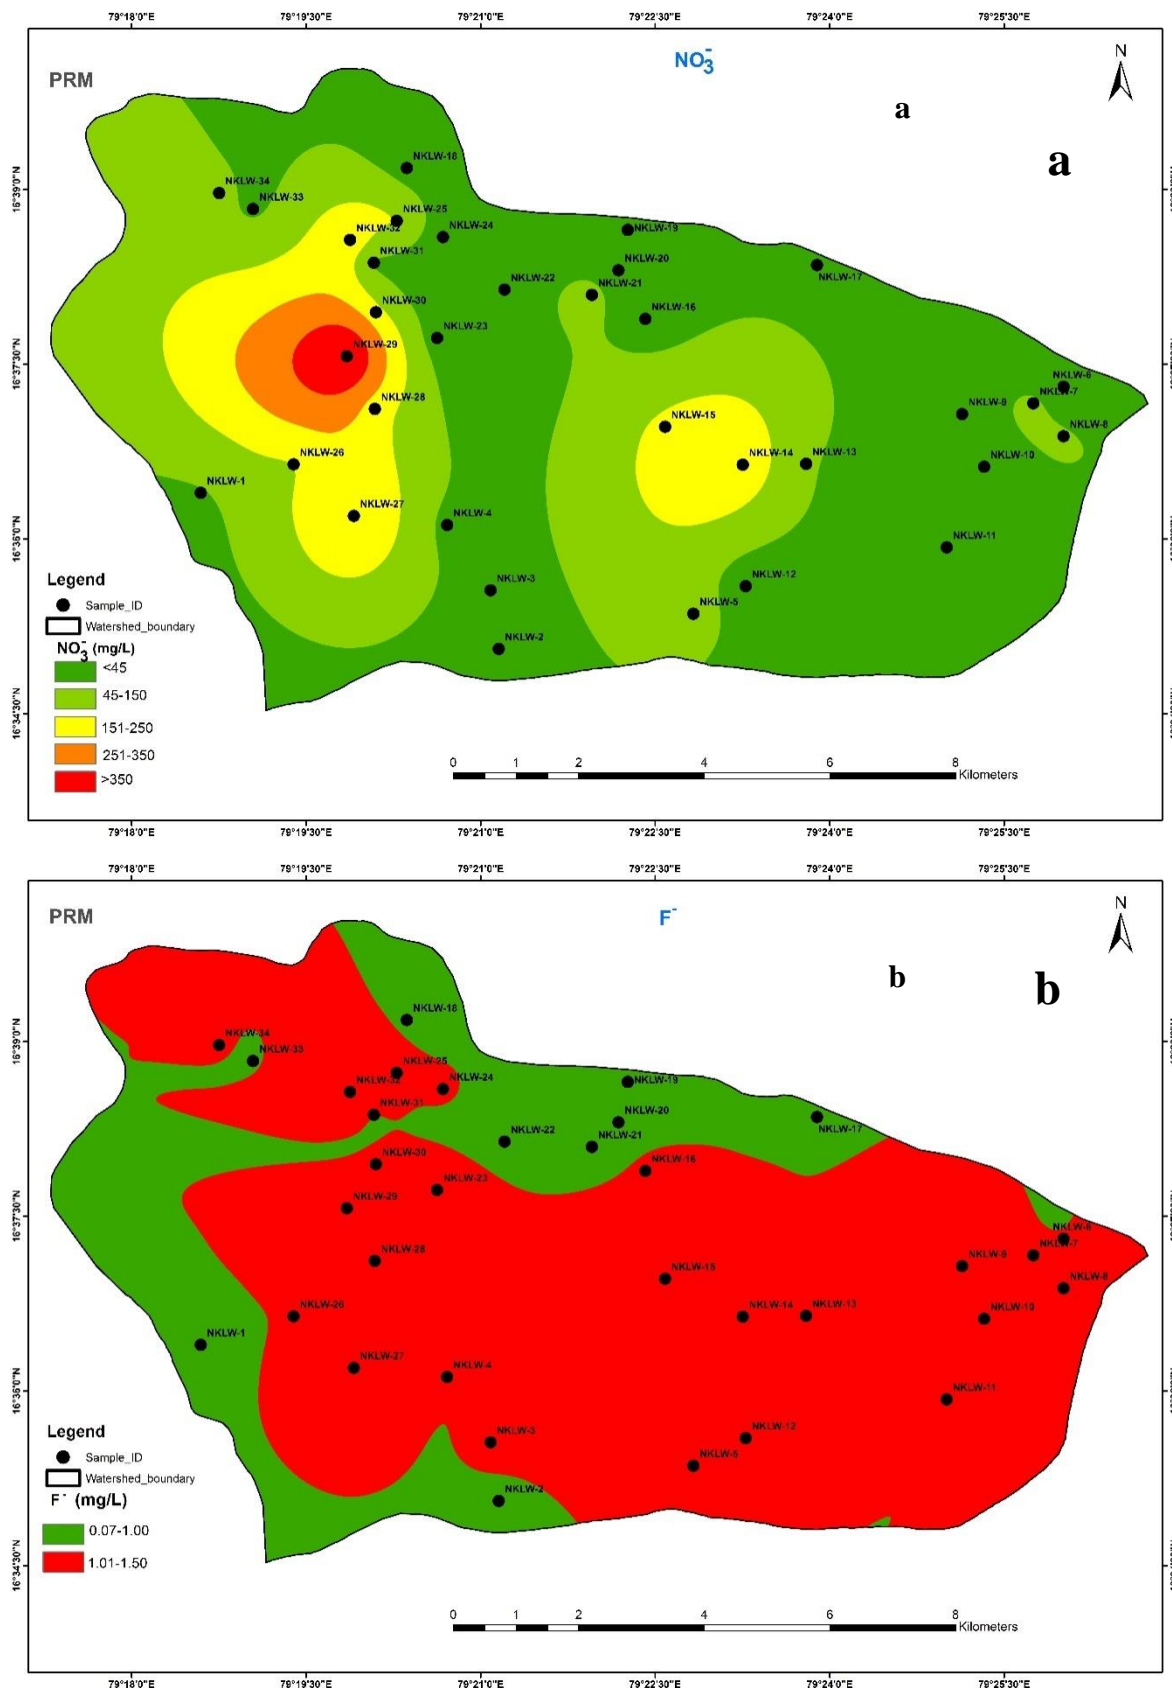 79°18'0"E 79°19'30"E 79°21'0"E 79°22'30"E 79°24'0"E 79°25'30"E
PRM
NO₃⁻
N
a
a
16°39'0"N
16°37'30"N
16°36'0"N
16°34'30"N
NKLW-18
NKLW-34
NKLW-33
NKLW-25
NKLW-32
NKLW-24
NKLW-19
NKLW-31
NKLW-20
NKLW-17
NKLW-22
NKLW-21
NKLW-30
NKLW-16
NKLW-23
NKLW-29
NKLW-6
NKLW-7
NKLW-28
NKLW-9
NKLW-15
NKLW-8
NKLW-26
NKLW-14
NKLW-13
NKLW-10
NKLW-1
NKLW-27
NKLW-4
NKLW-11
NKLW-3
NKLW-12
NKLW-5
NKLW-2
Legend
Sample_ID
Watershed_boundary
NO₃⁻ (mg/L)
<45
45-150
151-250
251-350
>350
0 1 2 4 6 8
Kilometers
79°18'0"E 79°19'30"E 79°21'0"E 79°22'30"E 79°24'0"E 79°25'30"E
79°18'0"E 79°19'30"E 79°21'0"E 79°22'30"E 79°24'0"E 79°25'30"E
PRM
F⁻
N
b
b
16°39'0"N
16°37'30"N
16°36'0"N
16°34'30"N
NKLW-18
NKLW-34
NKLW-33
NKLW-25
NKLW-32
NKLW-24
NKLW-19
NKLW-31
NKLW-20
NKLW-17
NKLW-22
NKLW-21
NKLW-30
NKLW-16
NKLW-23
NKLW-29
NKLW-6
NKLW-7
NKLW-28
NKLW-9
NKLW-15
NKLW-8
NKLW-26
NKLW-14
NKLW-13
NKLW-10
NKLW-1
NKLW-27
NKLW-4
NKLW-11
NKLW-3
NKLW-12
NKLW-5
NKLW-2
Legend
Sample_ID
Watershed_boundary
F⁻ (mg/L)
0.07-1.00
1.01-1.50
0 1 2 4 6 8
Kilometers
79°18'0"E 79°19'30"E 79°21'0"E 79°22'30"E 79°24'0"E 79°25'30"E